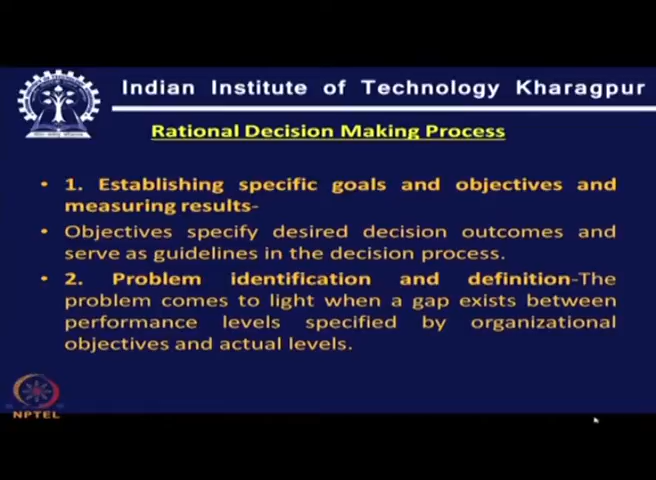 Indian Institute of Technology Kharagpur
Rational Decision Making Process
• 1. Establishing specific goals and objectives and
measuring results-
• Objectives specify desired decision outcomes and
serve as guidelines in the decision process.
• 2. Problem identification and definition-The
problem comes to light when a gap exists between
performance levels specified by organizational
objectives and actual levels.
NPTEL